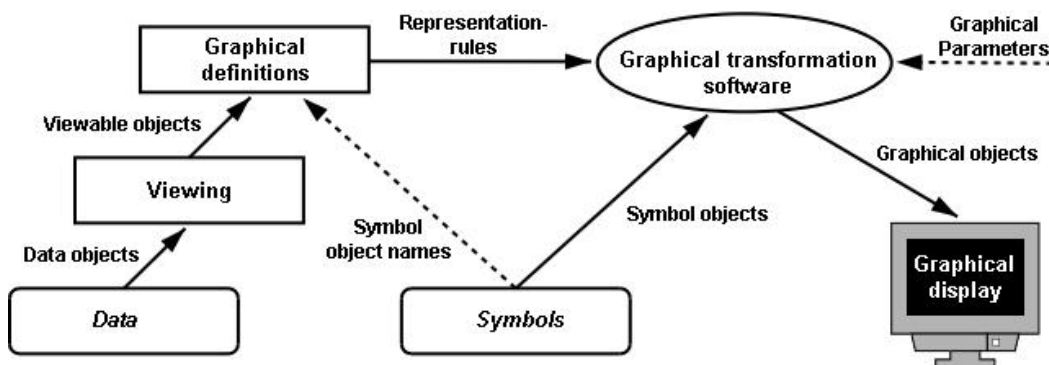 Representation-
rules
Graphical
Parameters
Graphical
definitions
Graphical transformation
software
Viewable objects
Graphical objects
Viewing
Symbol
object names
Symbol objects
Data objects
Graphical
display
Data
Symbols